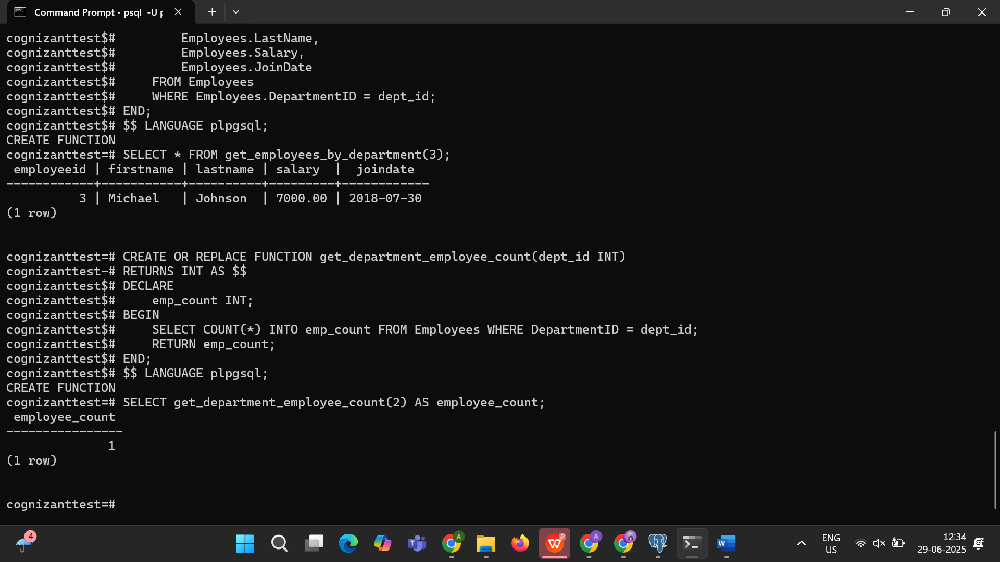 Command Prompt - psql  -U p
cognizanttest$#         Employees.LastName,
cognizanttest$#         Employees.Salary,
cognizanttest$#         Employees.JoinDate
cognizanttest$#     FROM Employees
cognizanttest$#     WHERE Employees.DepartmentID = dept_id;
cognizanttest$# END;
cognizanttest$# $$ LANGUAGE plpgsql;
CREATE FUNCTION
cognizanttest=# SELECT * FROM get_employees_by_department(3);
 employeeid | firstname | lastname | salary  |  joindate
------------+-----------+----------+---------+------------
          3 | Michael   | Johnson  | 7000.00 | 2018-07-30
(1 row)
cognizanttest=# CREATE OR REPLACE FUNCTION get_department_employee_count(dept_id INT)
cognizanttest-# RETURNS INT AS $$
cognizanttest$# DECLARE
cognizanttest$#     emp_count INT;
cognizanttest$# BEGIN
cognizanttest$#     SELECT COUNT(*) INTO emp_count FROM Employees WHERE DepartmentID = dept_id;
cognizanttest$#     RETURN emp_count;
cognizanttest$# END;
cognizanttest$# $$ LANGUAGE plpgsql;
CREATE FUNCTION
cognizanttest=# SELECT get_department_employee_count(2) AS employee_count;
 employee_count
----------------
              1
(1 row)
cognizanttest=#
4
A
A
ENG
US
12:34
29-06-2025